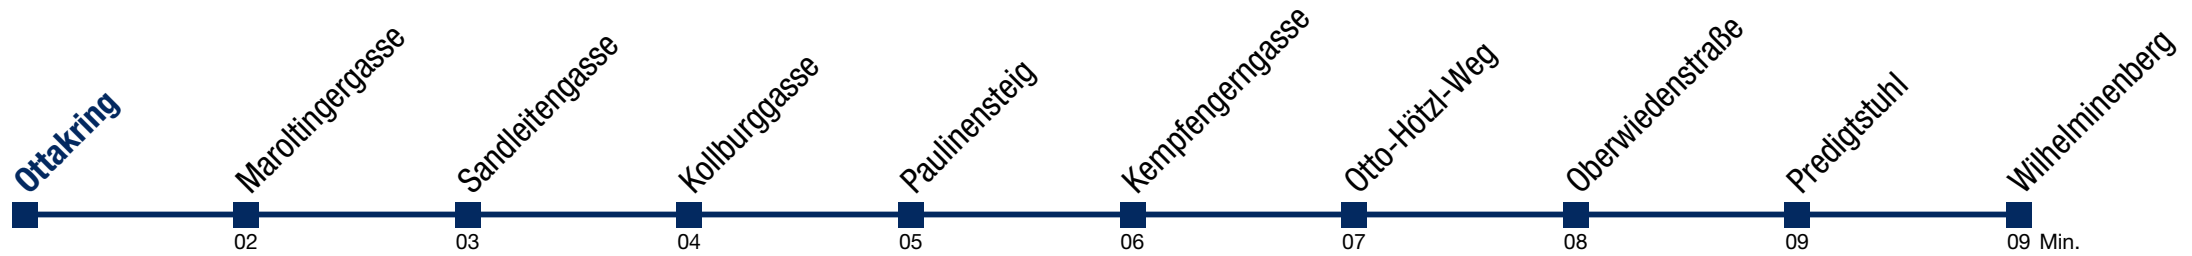 Ottakring
Maroltingergasse
Sandleitengasse
Kollburggasse
Paulinensteig
Kempfengerngasse
Otto-Hötzl-Weg
Oberwiedenstraße
Predigtstuhl
Wilhelminenberg
02 03 04 05 06 07 08 09 09 Min.